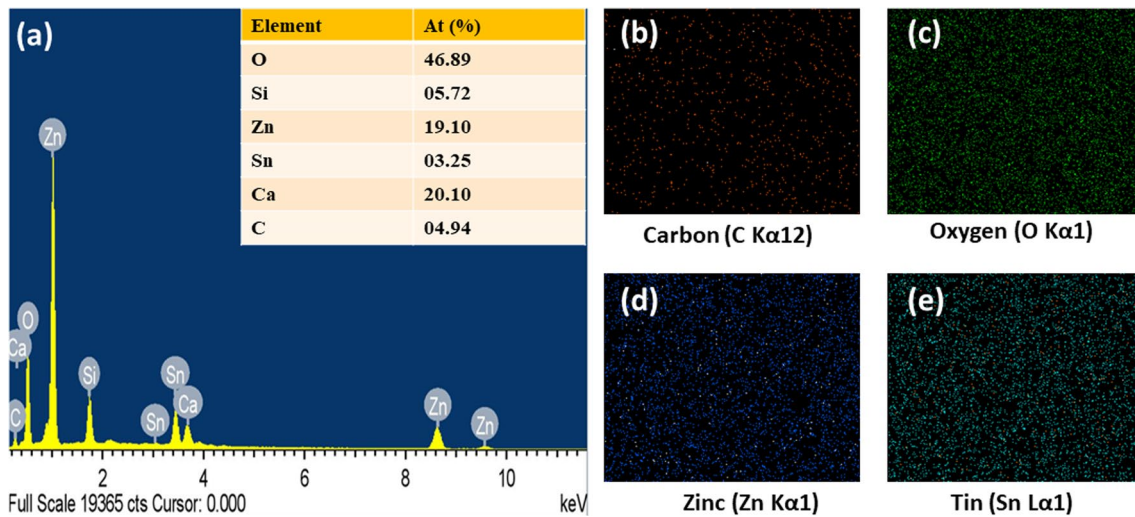 (a)
Element At (%)
O 46.89
Si 05.72
Zn 19.10
Sn 03.25
Ca 20.10
C 04.94
Zn
O
Ca
C
Si
Sn
Sn
Ca
Zn
Zn
2 4 6 8 10
Full Scale 19365 cts Cursor: 0.000 keV
(b)
Carbon (C Kα12)
(c)
Oxygen (O Kα1)
(d)
Zinc (Zn Kα1)
(e)
Tin (Sn Lα1)